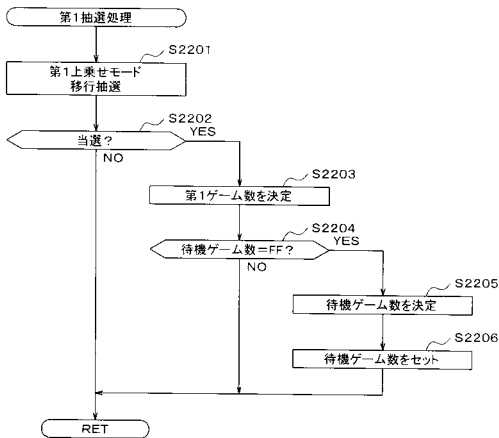 第1抽選処理
S2201
第1上乗せモード
移行抽選
S2202
当選?
YES
NO
S2203
第1ゲーム数を決定
S2204
待機ゲーム数=FF?
YES
NO
S2205
待機ゲーム数を決定
S2206
待機ゲーム数をセット
RET